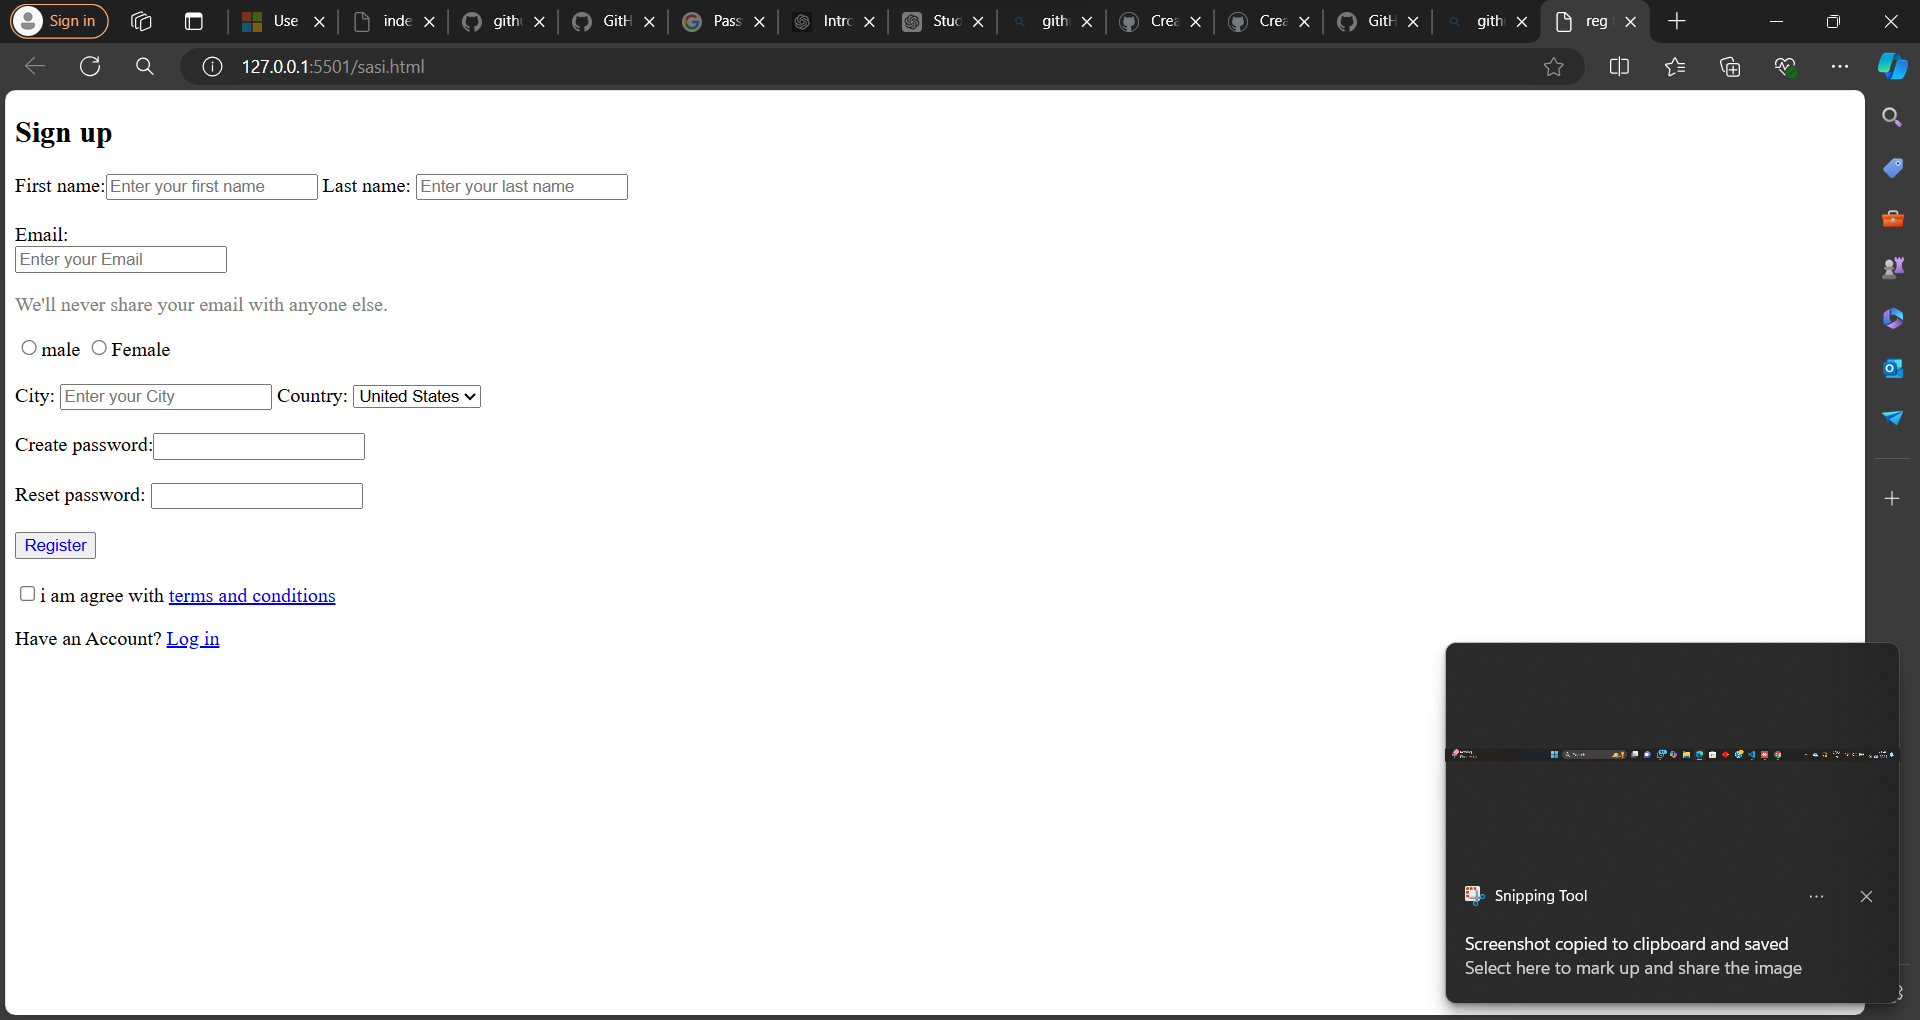 Sign in
Use
inde
gith
GitH
Pass
Intro
Stud
gith
Crea
Crea
GitH
gith
reg
127.0.0.1:5501/sasi.html
Sign up
First name: Enter your first name Last name: Enter your last name
Email:
Enter your Email
We'll never share your email with anyone else.
male Female
City: Enter your City Country: United States
Create password:
Reset password:
Register
i am agree with terms and conditions
Have an Account? Log in
Snipping Tool
Screenshot copied to clipboard and saved
Select here to mark up and share the image